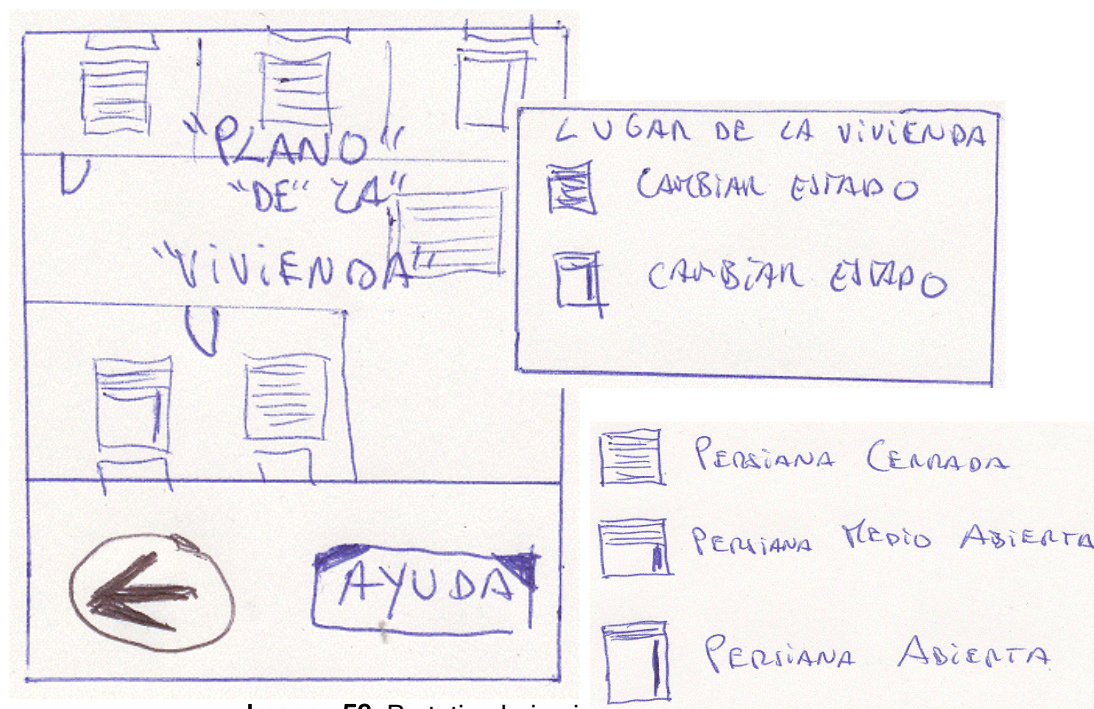 "PLANO"
"DE" "LA"
"VIVIENDA"
AYUDA
LUGAR DE LA VIVIENDA
CAMBIAR ESTADO
CAMBIAR ESTADO
PERSIANA CERRADA
PERSIANA MEDIO ABIERTA
PERSIANA ABIERTA